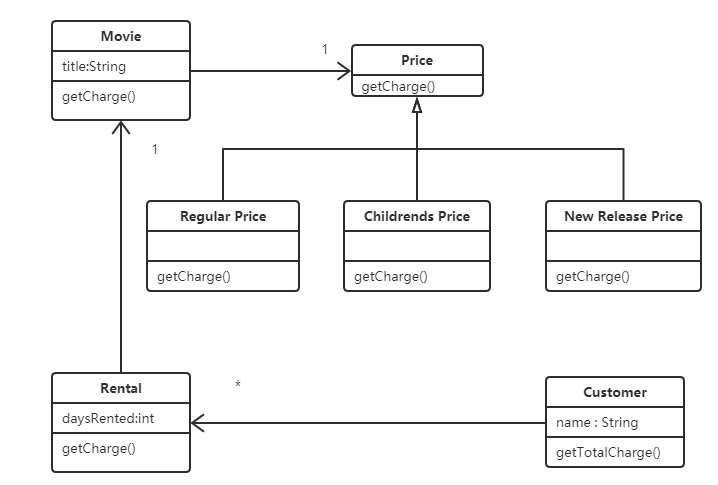 Movie
title:String
getCharge()
1
Price
getCharge()
1
Regular Price
getCharge()
Childrends Price
getCharge()
New Release Price
getCharge()
Rental
daysRented:int
getCharge()
*
Customer
name : String
getTotalCharge()